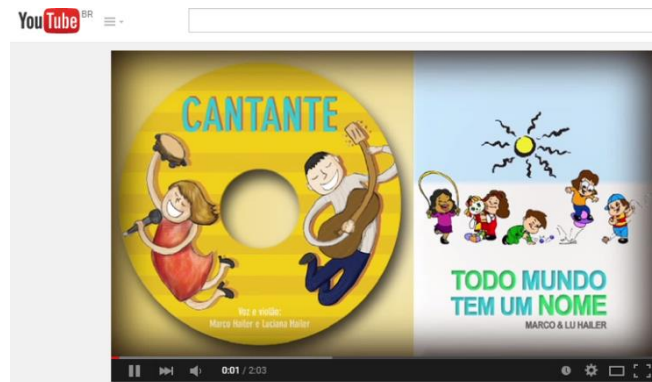 YouTube BR
CANTANTE
Voz e violão:
Marco Hailer e Luciana Hailer
TODO MUNDO
TEM UM NOME
MARCO & LU HAILER
0:01 / 2:03